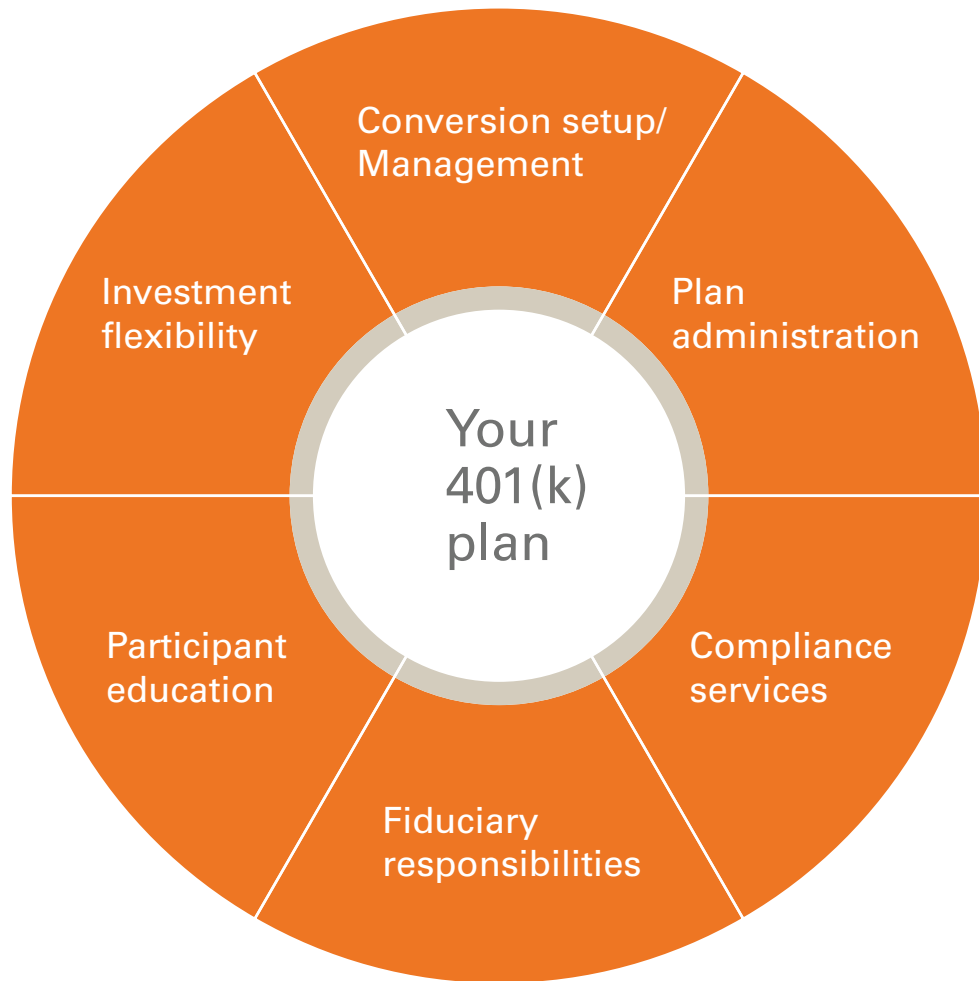 Conversion setup/
Management
Plan
administration
Compliance
services
Fiduciary
responsibilities
Participant
education
Investment
flexibility
Your
401(k)
plan